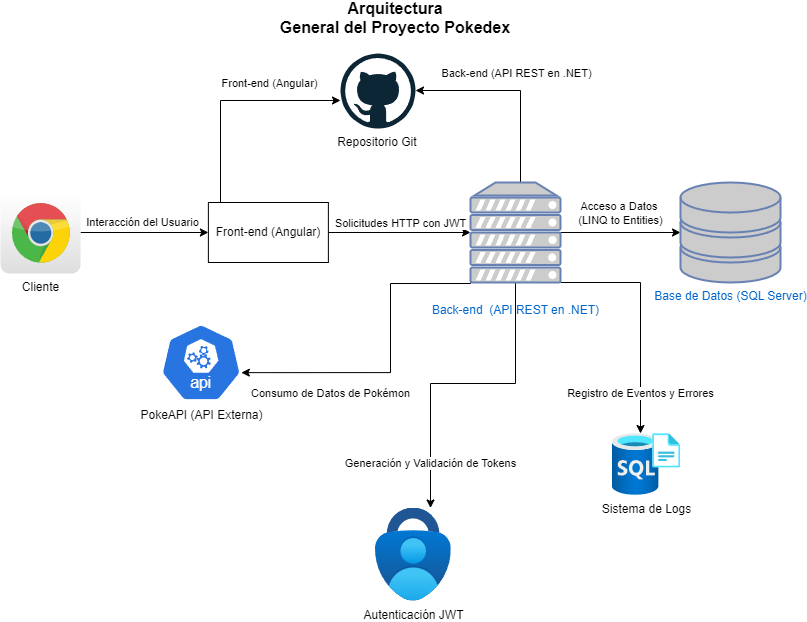 Arquitectura
General del Proyecto Pokedex
Back-end (API REST en .NET)
Front-end (Angular)
Repositorio Git
Interacción del Usuario
Front-end (Angular)
Solicitudes HTTP con JWT
Acceso a Datos
(LINQ to Entities)
Cliente
Base de Datos (SQL Server)
Back-end (API REST en .NET)
api
Consumo de Datos de Pokémon
PokeAPI (API Externa)
Registro de Eventos y Errores
Generación y Validación de Tokens
SQL
Sistema de Logs
Autenticación JWT